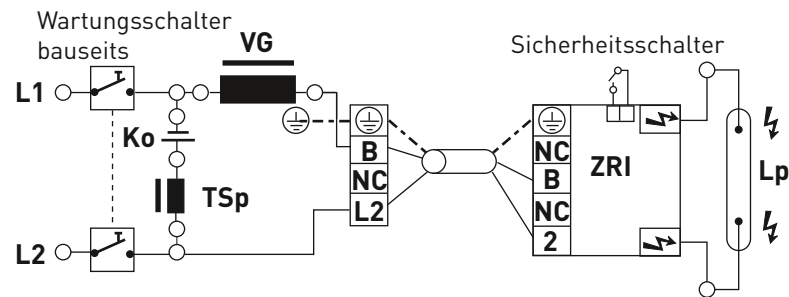 Wartungsschalter
bauseits
VG
Sicherheitsschalter
L1
Ko
TSp
L2
B
NC
L2
NC
B
NC
2
ZRI
Lp